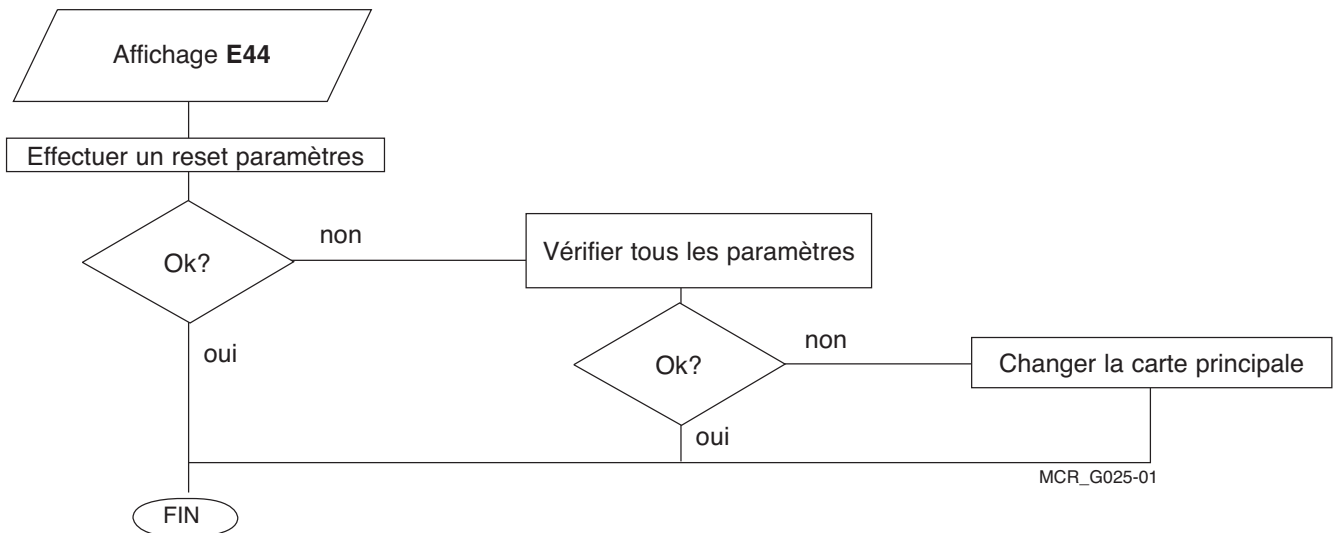 Affichage E44
Effectuer un reset paramètres
Ok?
non
Vérifier tous les paramètres
oui
Ok?
non
Changer la carte principale
oui
MCR_G025-01
FIN